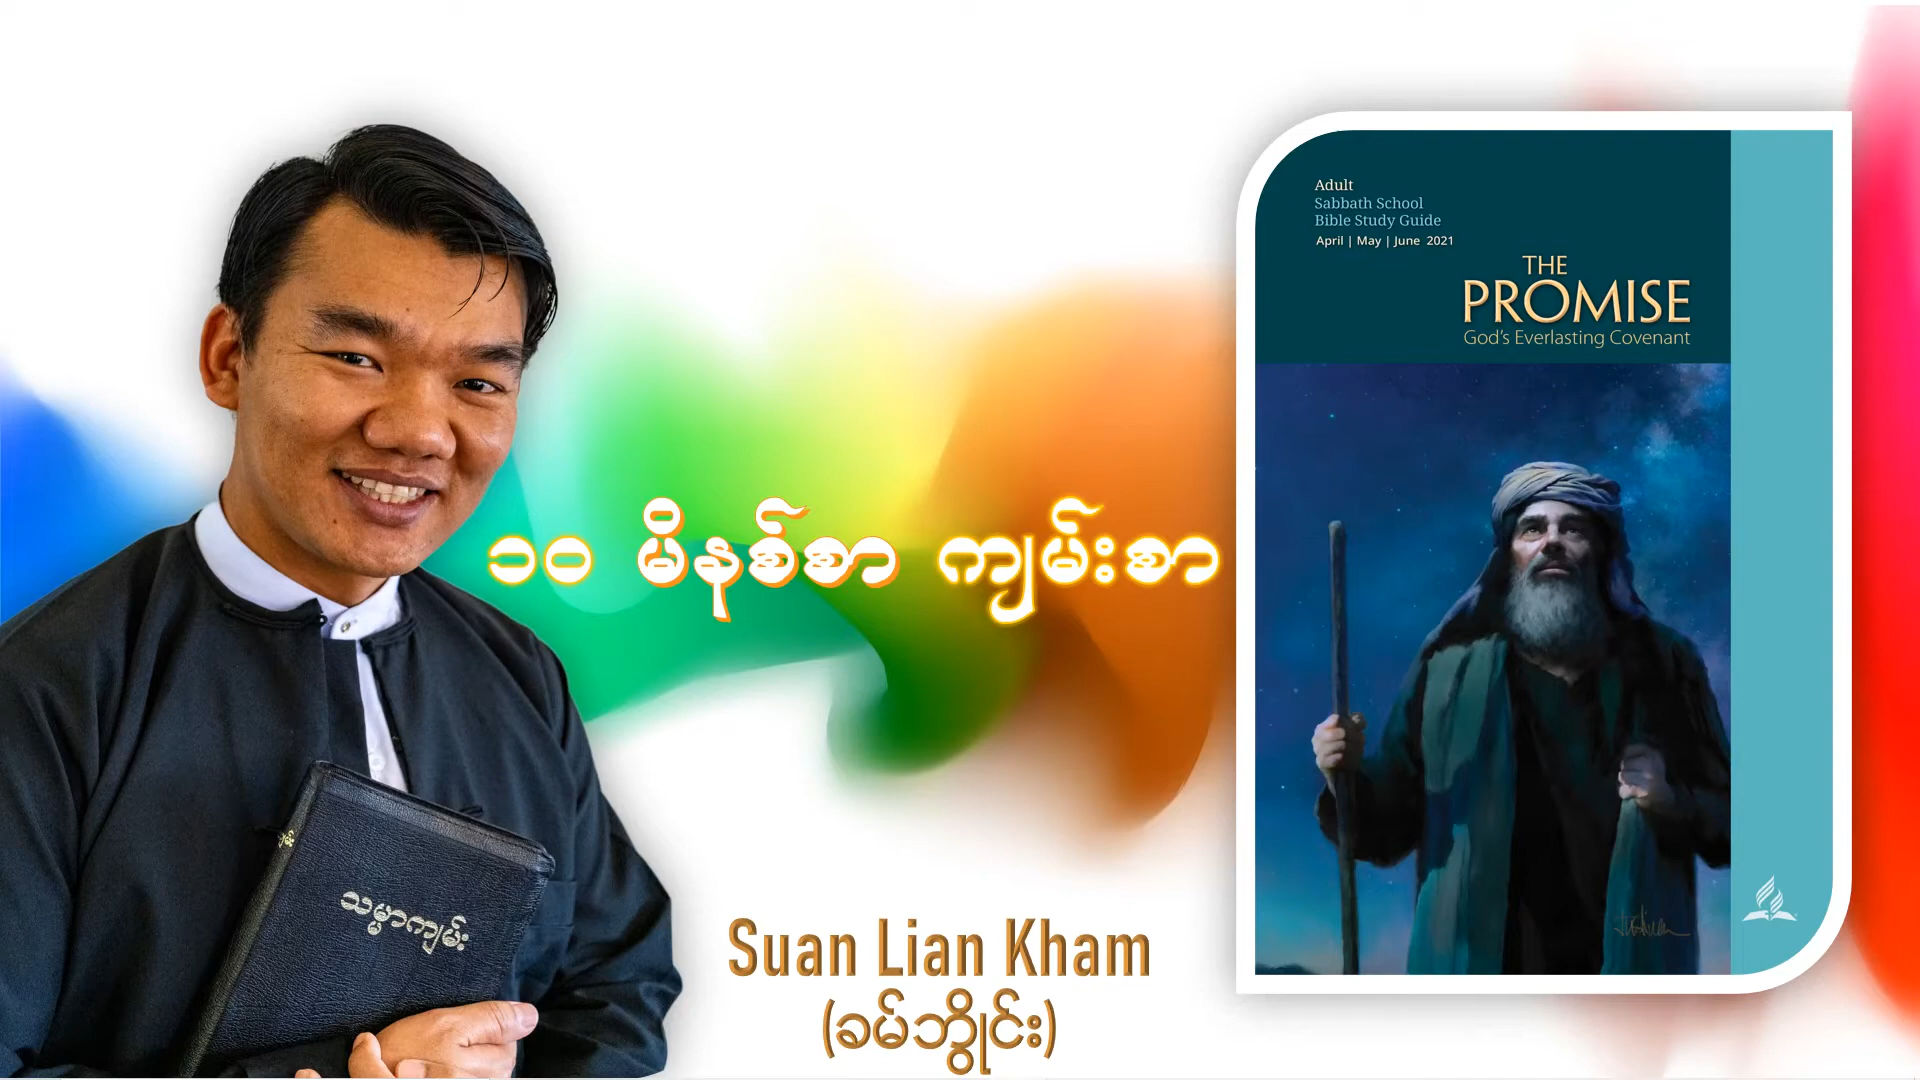 Adult
Sabbath School
Bible Study Guide
April | May | June 2021
THE
PROMISE
God's Everlasting Covenant
၁၀ မိနစ်စာ ကျမ်းစာ
သမ္မာကျမ်း
Suan Lian Kham
(ခမ်ဘွိုင်း)